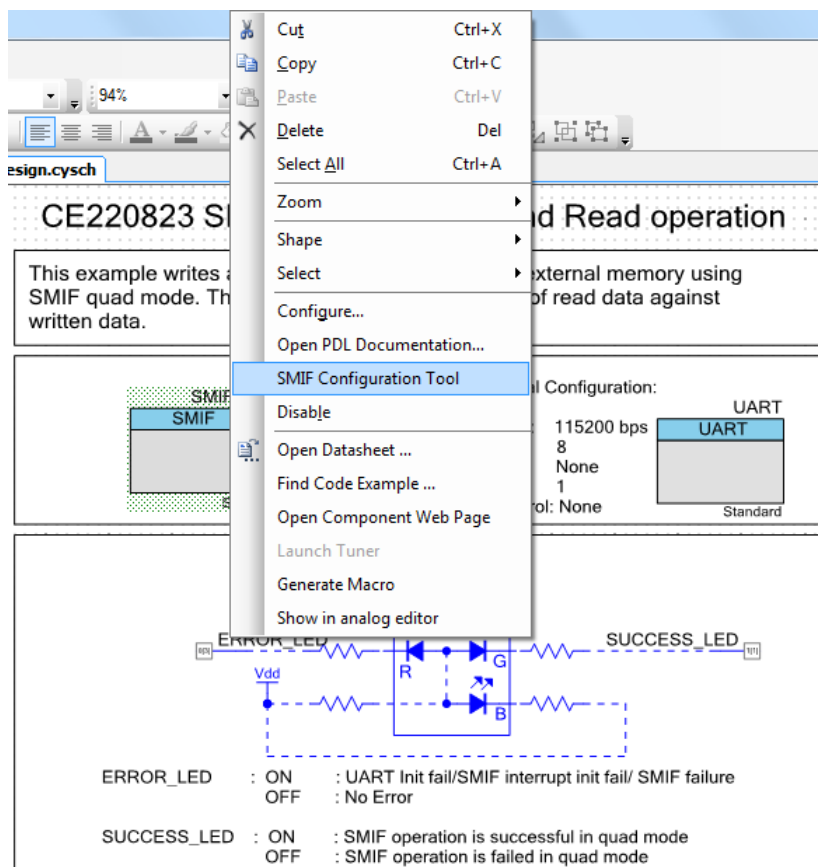 94%
esign.cysch
Cut Ctrl+X
Copy Ctrl+C
Paste Ctrl+V
Delete Del
Select All Ctrl+A
Zoom
Shape
Select
Configure...
Open PDL Documentation...
SMIF Configuration Tool
Disable
Open Datasheet ...
Find Code Example ...
Open Component Web Page
Launch Tuner
Generate Macro
Show in analog editor
CE220823 S d Read operation
This example writes external memory using
SMIF quad mode. Th of read data against
written data.
SMIF
SMIF
l Configuration:
115200 bps
8
None
1
rol: None
UART
UART
Standard
ERROR_LED
SUCCESS_LED
R
G
Vdd
B
ERROR_LED : ON : UART Init fail/SMIF interrupt init fail/ SMIF failure
OFF : No Error
SUCCESS_LED : ON : SMIF operation is successful in quad mode
OFF : SMIF operation is failed in quad mode